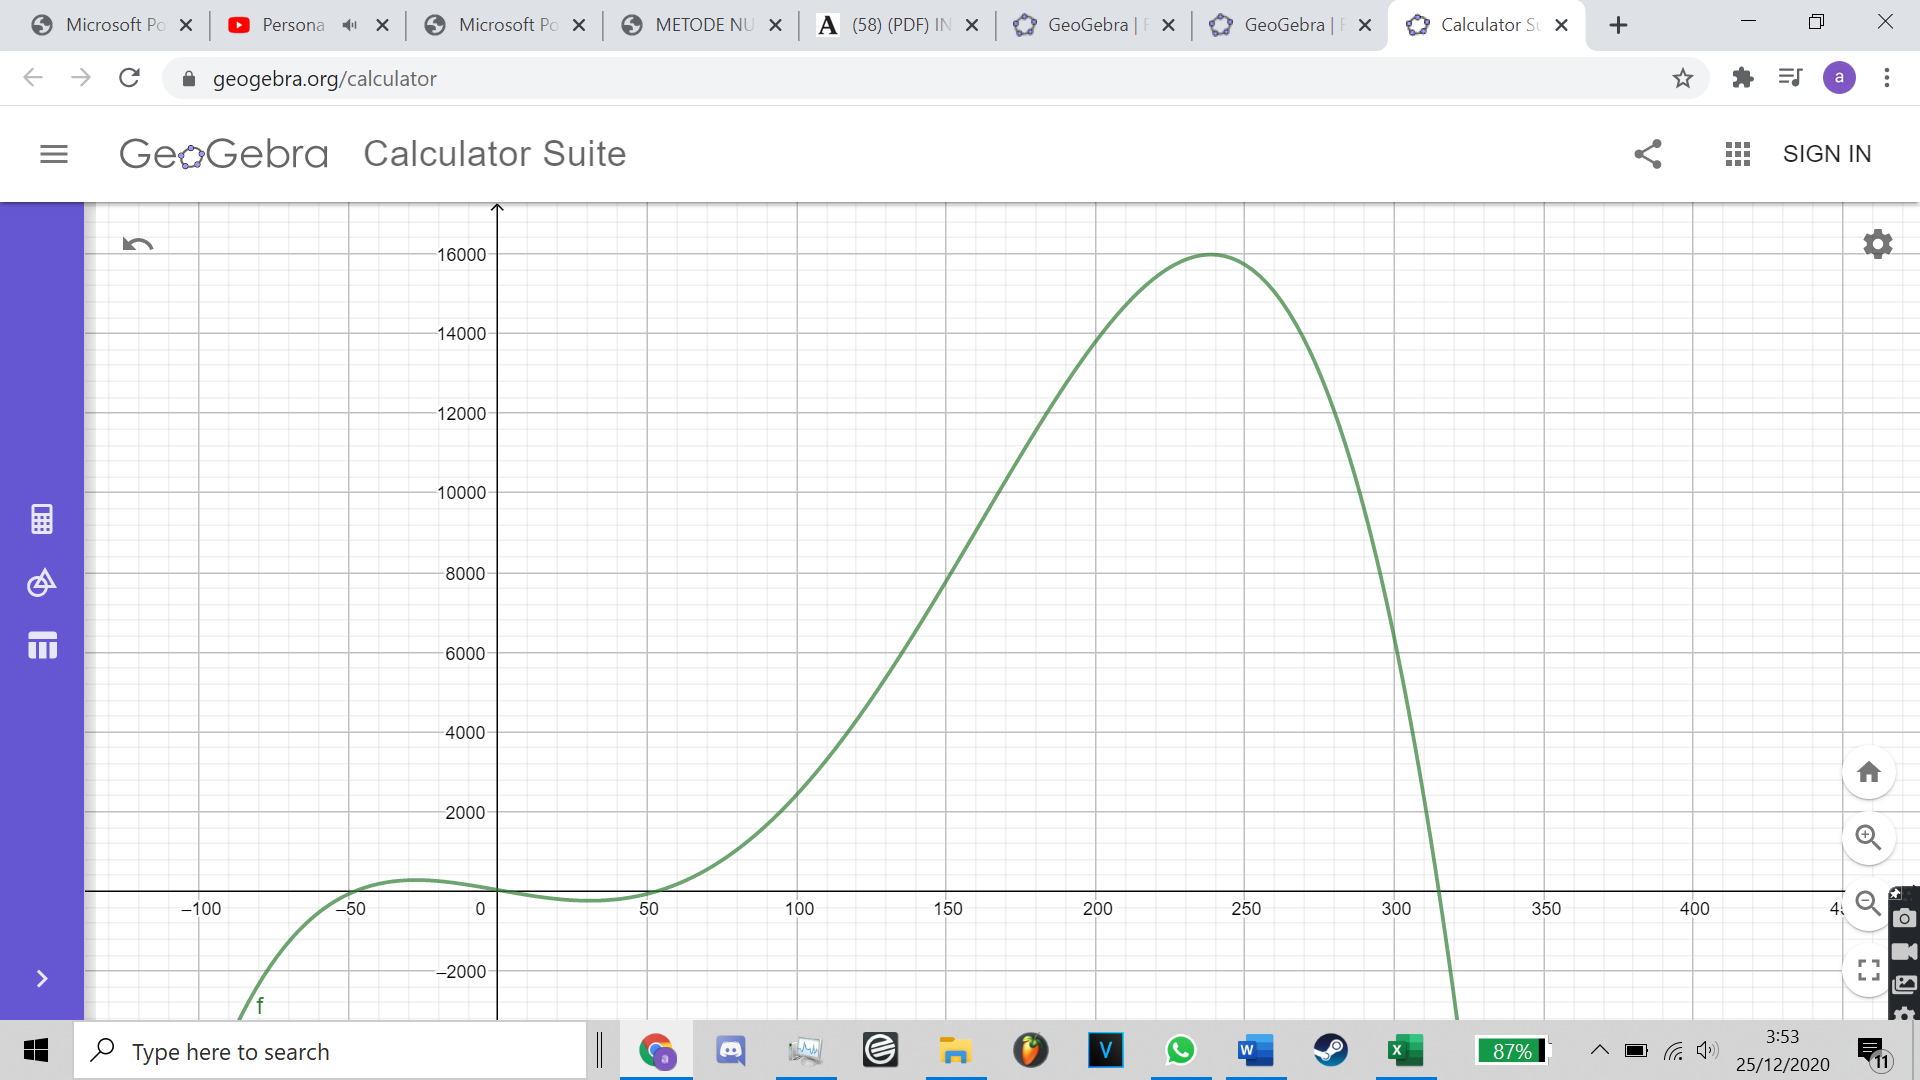 Microsoft Po
Persona
Microsoft Po
METODE NU
A (58) (PDF) IN
GeoGebra | F
GeoGebra | F
Calculator Su
geogebra.org/calculator
a
GeoGebra Calculator Suite
SIGN IN
16000
14000
12000
10000
8000
6000
4000
2000
–100
–50
0
50
100
150
200
250
300
350
400
–2000
f
Type here to search
a
V
W
X
87%
3:53
25/12/2020
11